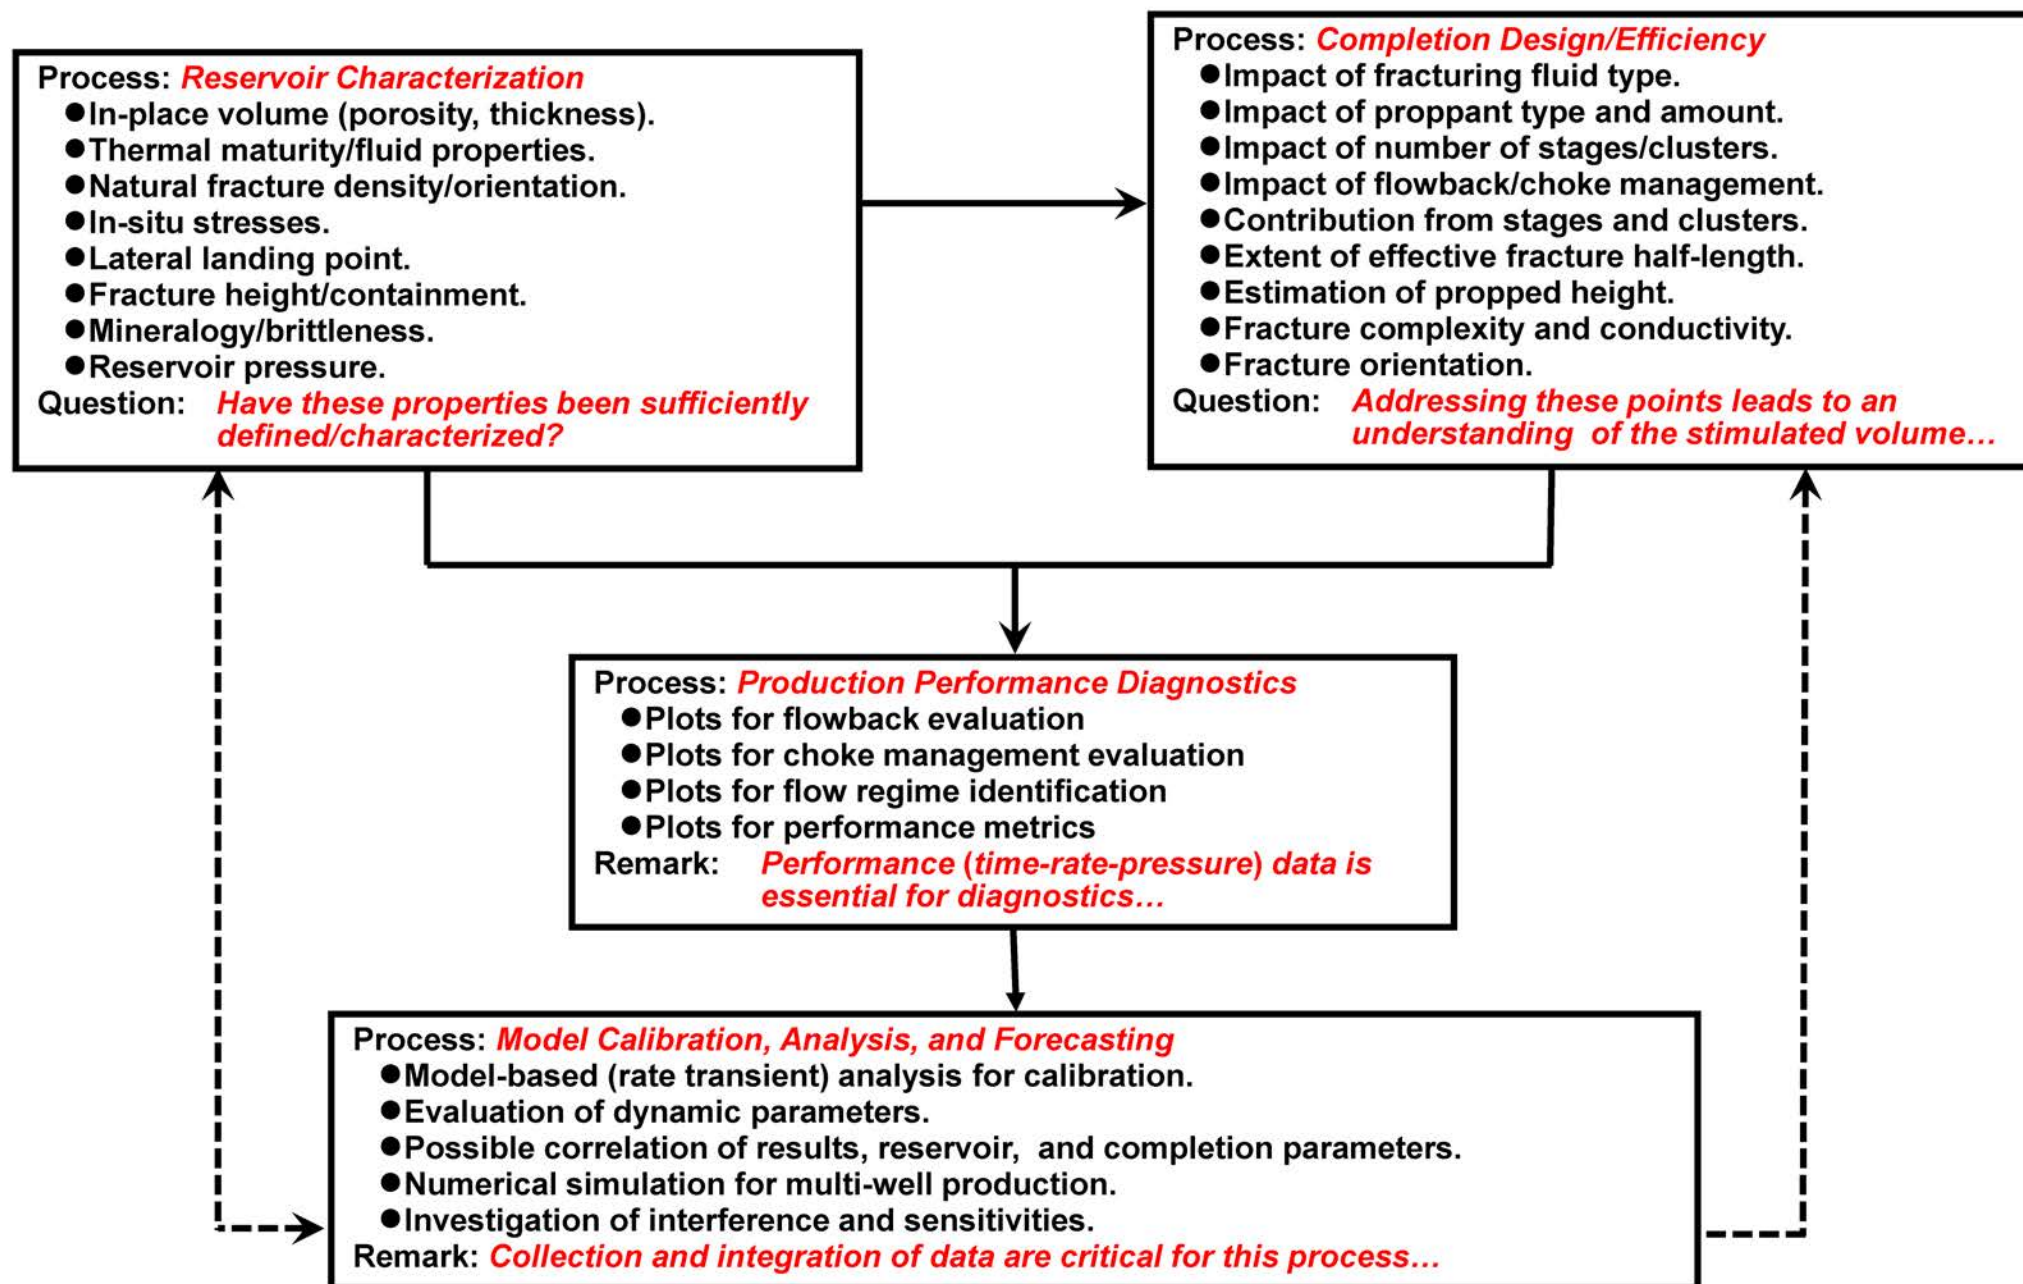 Process: Reservoir Characterization
●In-place volume (porosity, thickness).
●Thermal maturity/fluid properties.
●Natural fracture density/orientation.
●In-situ stresses.
●Lateral landing point.
●Fracture height/containment.
●Mineralogy/brittleness.
●Reservoir pressure.
Question: Have these properties been sufficiently
defined/characterized?
Process: Completion Design/Efficiency
●Impact of fracturing fluid type.
●Impact of proppant type and amount.
●Impact of number of stages/clusters.
●Impact of flowback/choke management.
●Contribution from stages and clusters.
●Extent of effective fracture half-length.
●Estimation of propped height.
●Fracture complexity and conductivity.
●Fracture orientation.
Question: Addressing these points leads to an
understanding of the stimulated volume…
Process: Production Performance Diagnostics
●Plots for flowback evaluation
●Plots for choke management evaluation
●Plots for flow regime identification
●Plots for performance metrics
Remark: Performance (time-rate-pressure) data is
essential for diagnostics…
Process: Model Calibration, Analysis, and Forecasting
●Model-based (rate transient) analysis for calibration.
●Evaluation of dynamic parameters.
●Possible correlation of results, reservoir, and completion parameters.
●Numerical simulation for multi-well production.
●Investigation of interference and sensitivities.
Remark: Collection and integration of data are critical for this process…